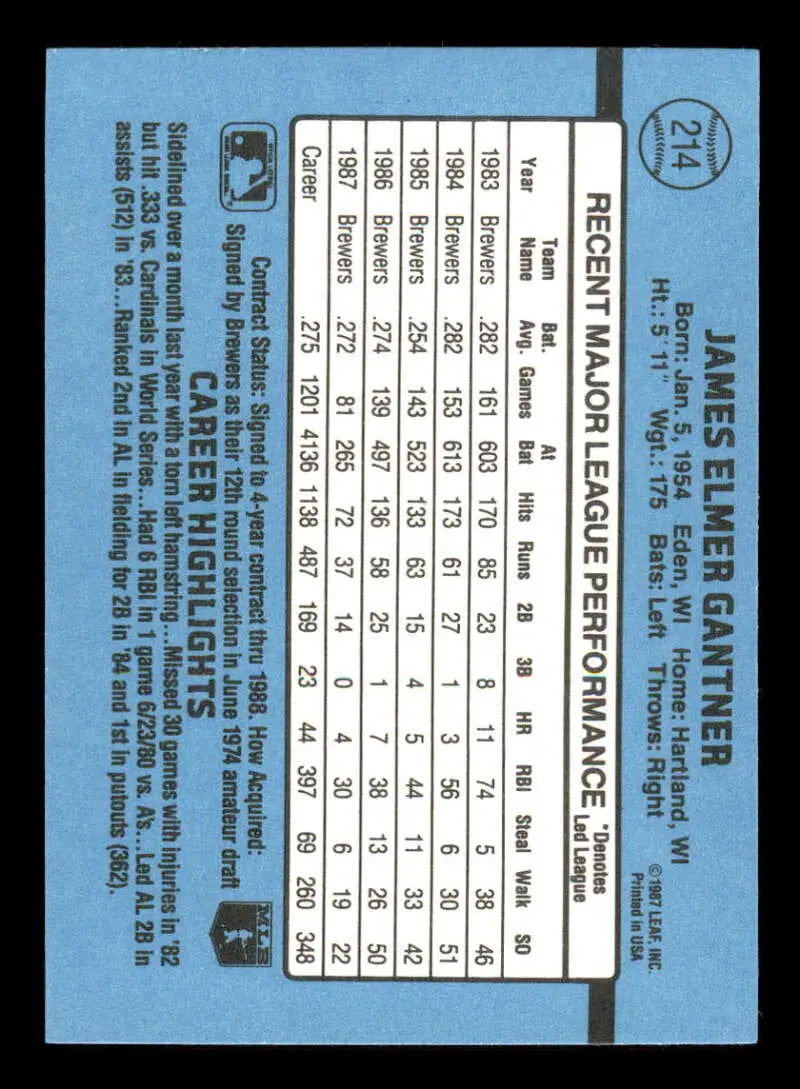 214
JAMES ELMER GANTNER
Born: Jan. 5, 1954 Eden, WI Home: Hartland, WI
Ht.: 5'11" Wgt.: 175 Bats: Left Throws: Right
©1987 LEAF, INC.
Printed in USA
RECENT MAJOR LEAGUE PERFORMANCE *Denotes Led League
Year Team Name Bat. Avg. Games At Bat Hits Runs 2B 3B HR RBI Steal Walk SO
1983 Brewers .282 161 603 170 85 23 8 11 74 5 38 46
1984 Brewers .282 153 613 173 61 27 1 3 56 6 30 51
1985 Brewers .254 143 523 133 63 15 4 5 44 11 33 42
1986 Brewers .274 139 497 136 58 25 1 7 38 13 26 50
1987 Brewers .272 81 265 72 37 14 0 4 30 6 19 22
Career .275 1201 4136 1138 487 169 23 44 397 69 260 348
Contract Status: Signed to 4-year contract thru 1988. How Acquired:
Signed by Brewers as their 12th round selection in June 1974 amateur draft
MLB
CAREER HIGHLIGHTS
Sidelined over a month last year with a torn left hamstring...Missed 30 games with injuries in '82
but hit .333 vs. Cardinals in World Series...Had 6 RBI in 1 game 6/23/80 vs. A's...Led AL 2B in
assists (512) in '83...Ranked 2nd in AL in fielding for 2B in '84 and 1st in putouts (362).